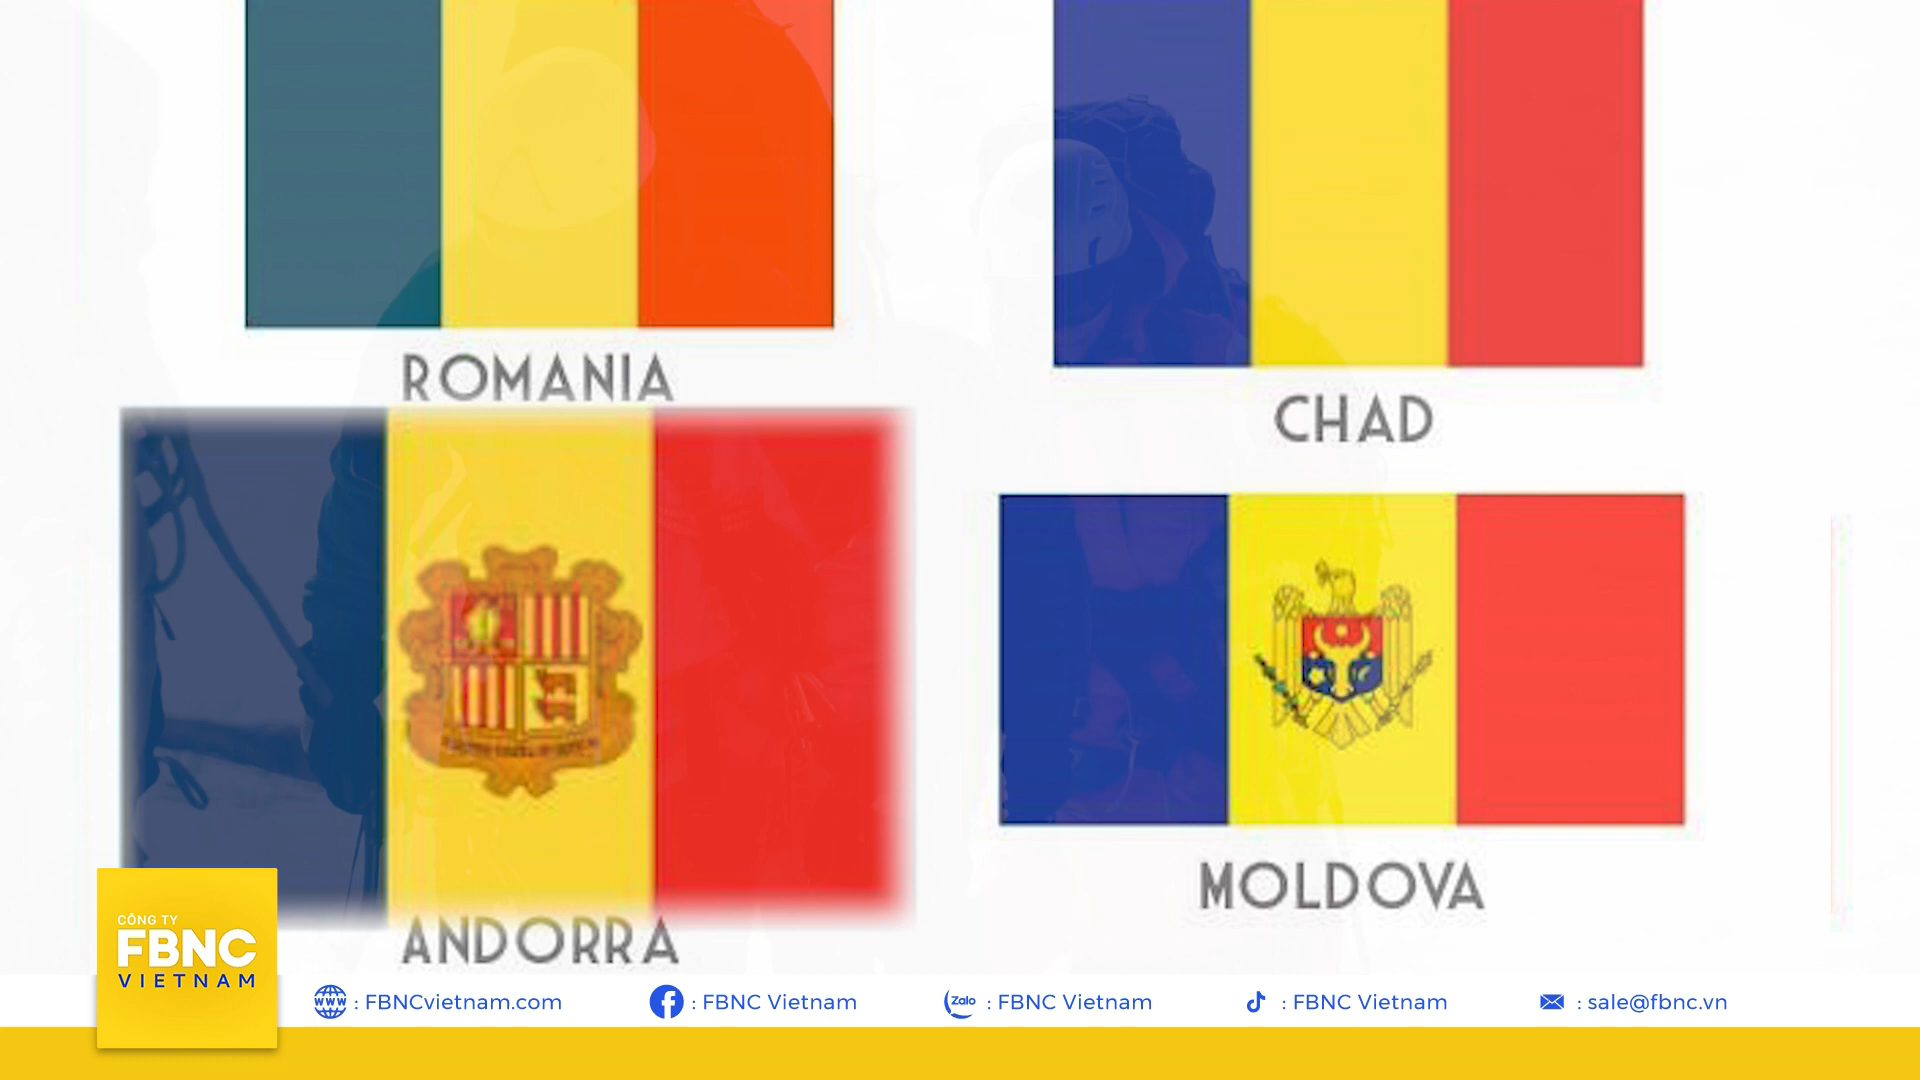 ROMANIA
CHAD
ANDORRA
MOLDOVA
CÔNG TY
FBNC
VIETNAM
www : FBNCvietnam.com
: FBNC Vietnam
Zalo : FBNC Vietnam
: FBNC Vietnam
: sale@fbnc.vn